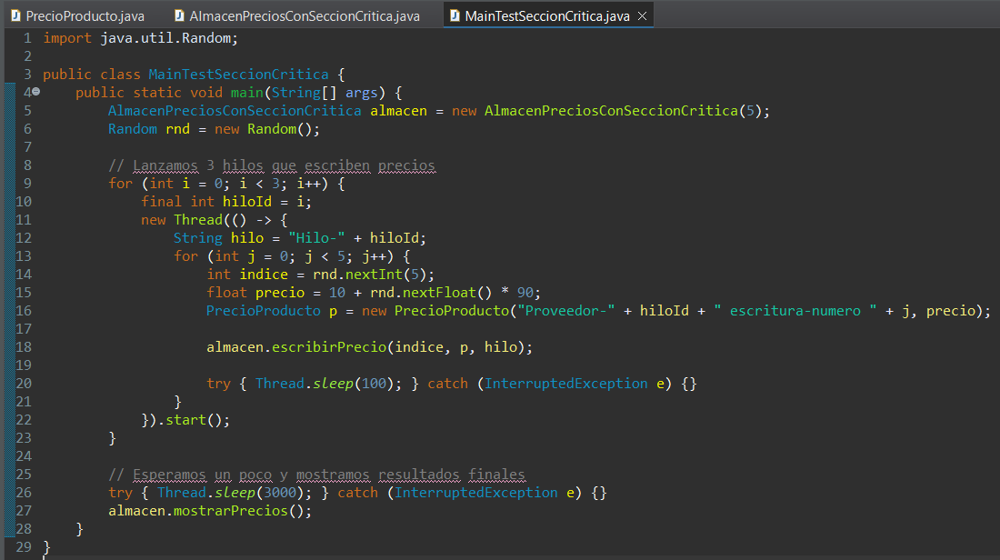 PrecioProducto.java AlmacenPreciosConSeccionCritica.java MainTestSeccionCritica.java
1 import java.util.Random;
2
3 public class MainTestSeccionCritica {
4 public static void main(String[] args) {
5 AlmacenPreciosConSeccionCritica almacen = new AlmacenPreciosConSeccionCritica(5);
6 Random rnd = new Random();
7
8 // Lanzamos 3 hilos que escriben precios
9 for (int i = 0; i < 3; i++) {
10 final int hiloId = i;
11 new Thread(() -> {
12 String hilo = "Hilo-" + hiloId;
13 for (int j = 0; j < 5; j++) {
14 int indice = rnd.nextInt(5);
15 float precio = 10 + rnd.nextFloat() * 90;
16 PrecioProducto p = new PrecioProducto("Proveedor-" + hiloId + " escritura-numero " + j, precio);
17
18 almacen.escribirPrecio(indice, p, hilo);
19
20 try { Thread.sleep(100); } catch (InterruptedException e) {}
21 }
22 }).start();
23 }
24
25 // Esperamos un poco y mostramos resultados finales
26 try { Thread.sleep(3000); } catch (InterruptedException e) {}
27 almacen.mostrarPrecios();
28 }
29 }